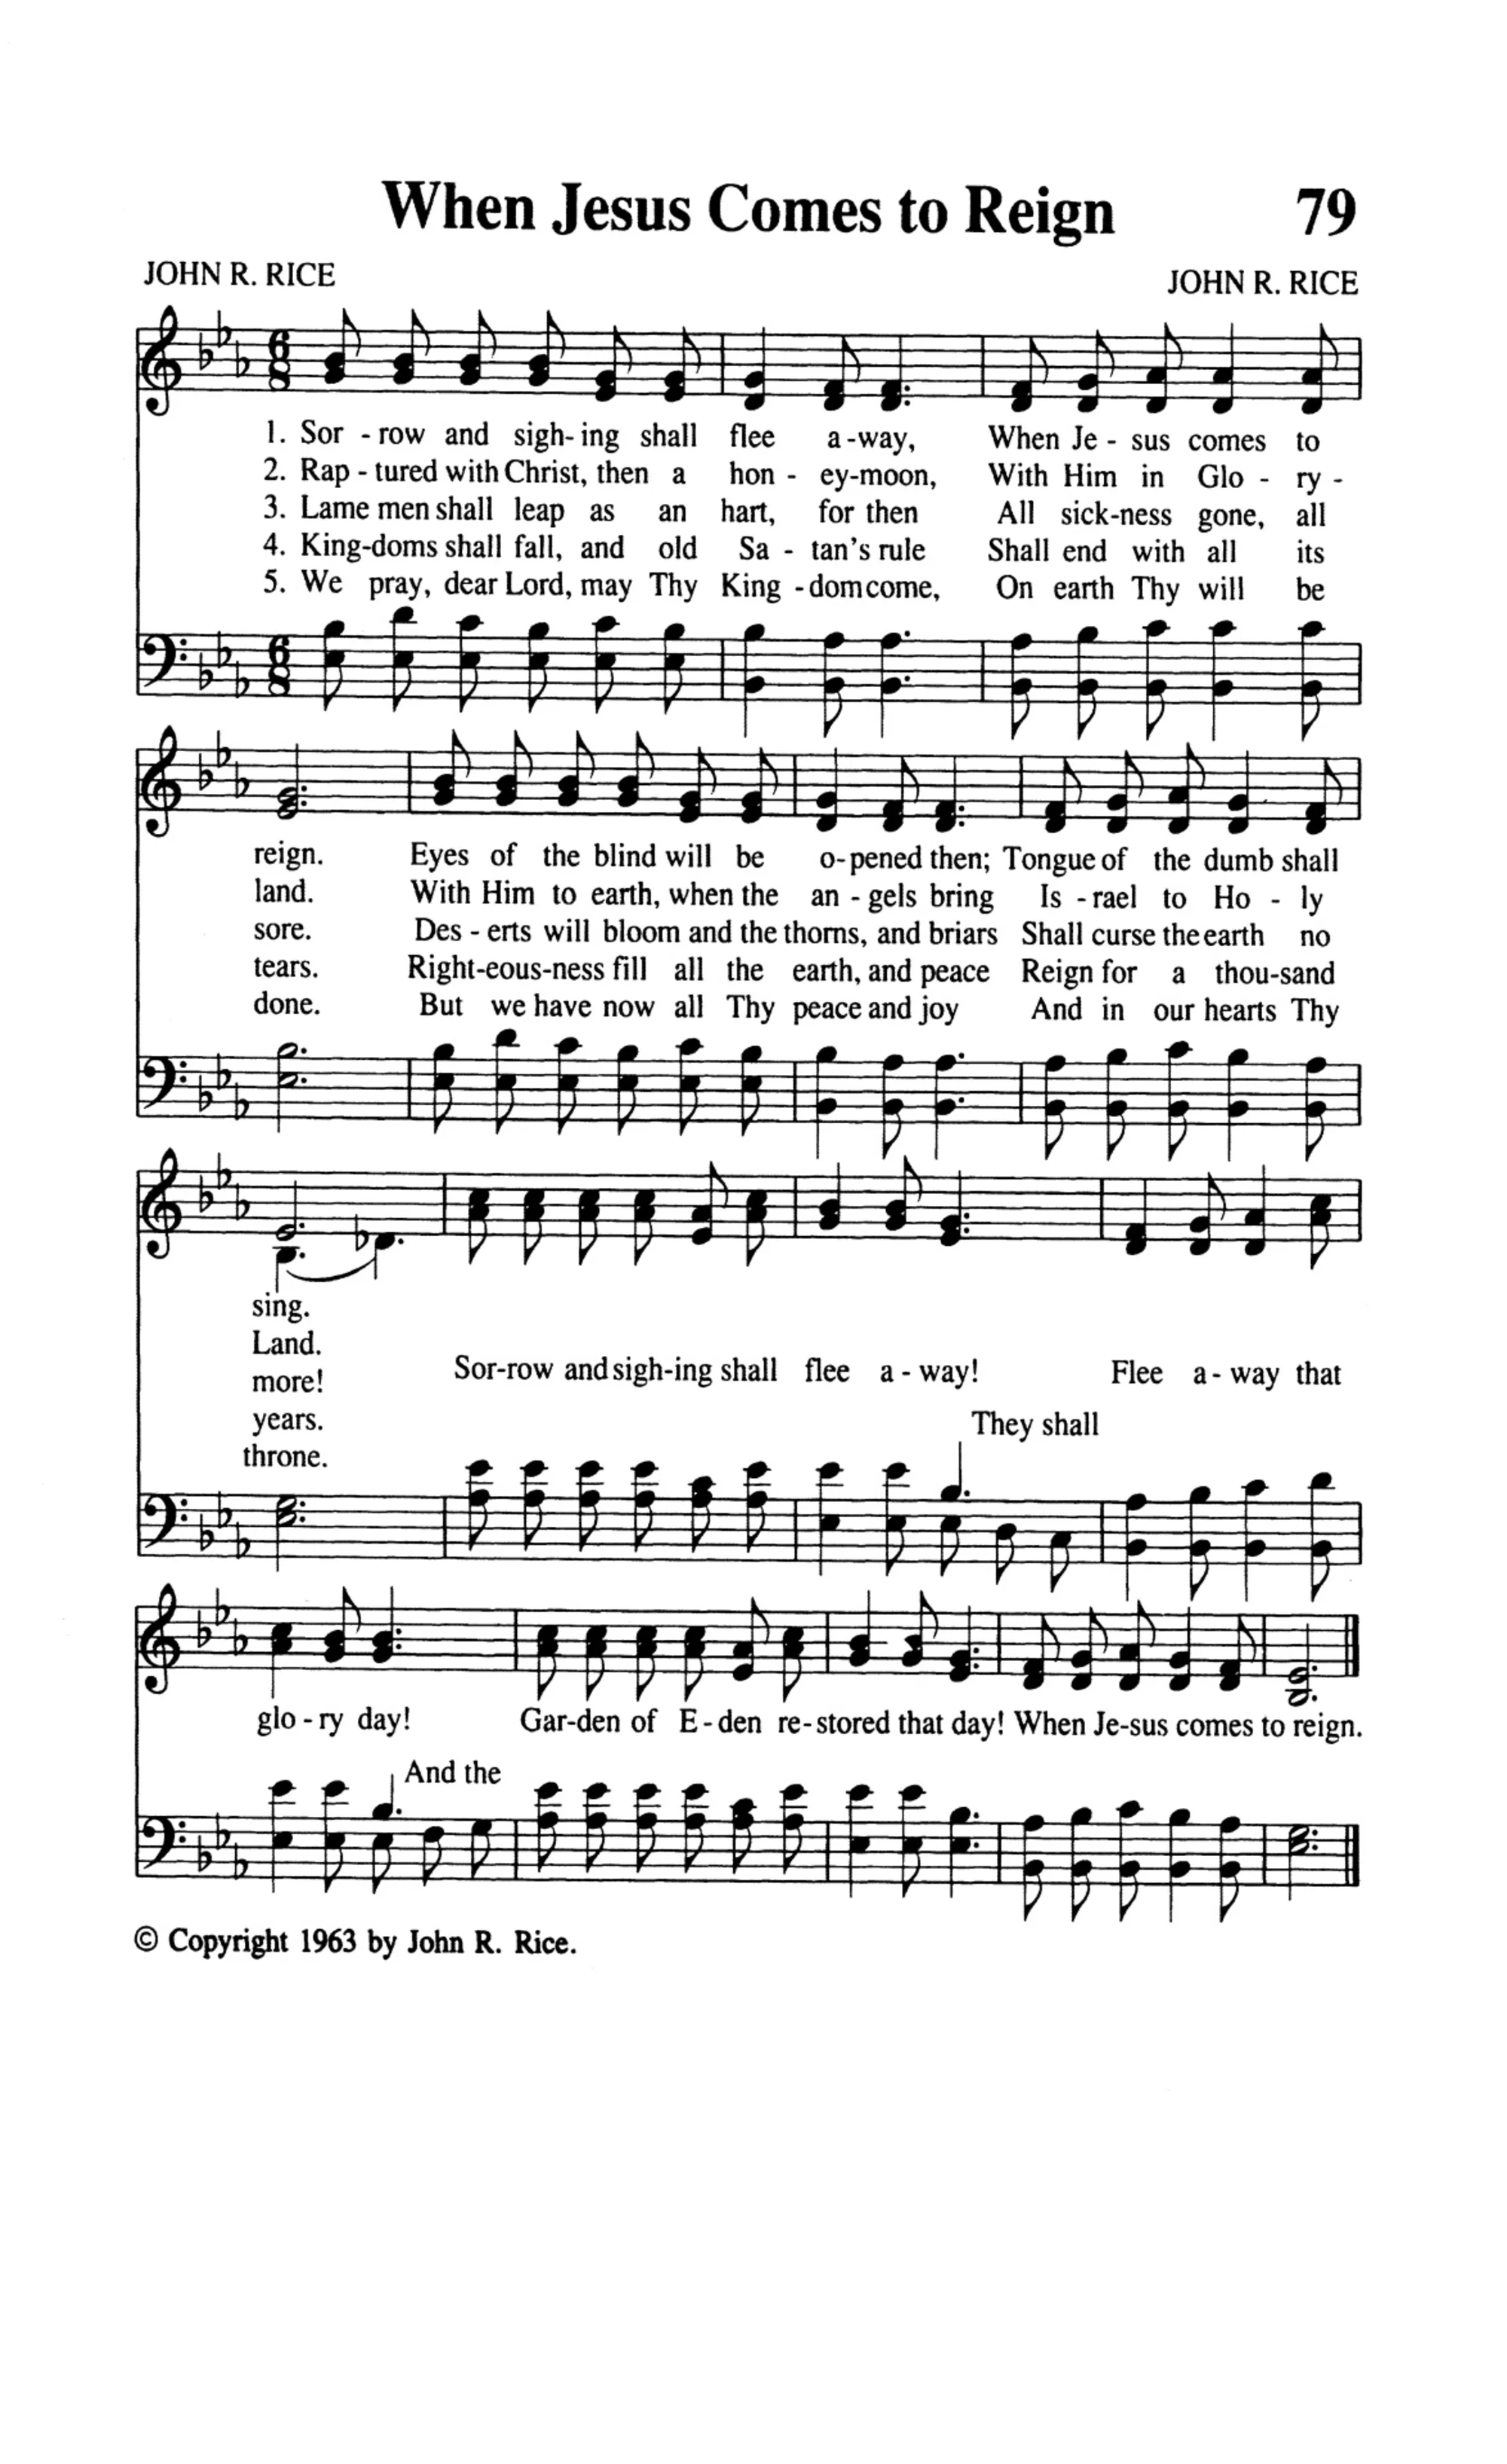 When Jesus Comes to Reign 79
JOHN R. RICE JOHN R. RICE
1. Sor - row and sigh- ing shall flee a -way, When Je - sus comes to
2. Rap - tured with Christ, then a hon - ey-moon, With Him in Glo - ry -
3. Lame men shall leap as an hart, for then All sick-ness gone, all
4. King-doms shall fall, and old Sa - tan's rule Shall end with all its
5. We pray, dear Lord, may Thy King - dom come, On earth Thy will be
reign. Eyes of the blind will be o-pened then; Tongue of the dumb shall
land. With Him to earth, when the an - gels bring Is - rael to Ho - ly
sore. Des - erts will bloom and the thorns, and briars Shall curse the earth no
tears. Right-eous-ness fill all the earth, and peace Reign for a thou-sand
done. But we have now all Thy peace and joy And in our hearts Thy
sing.
Land.
more!
years.
throne.
Sor-row and sigh-ing shall flee a - way! Flee a - way that
They shall
glo - ry day! Gar-den of E - den re - stored that day! When Je-sus comes to reign.
And the
© Copyright 1963 by John R. Rice.